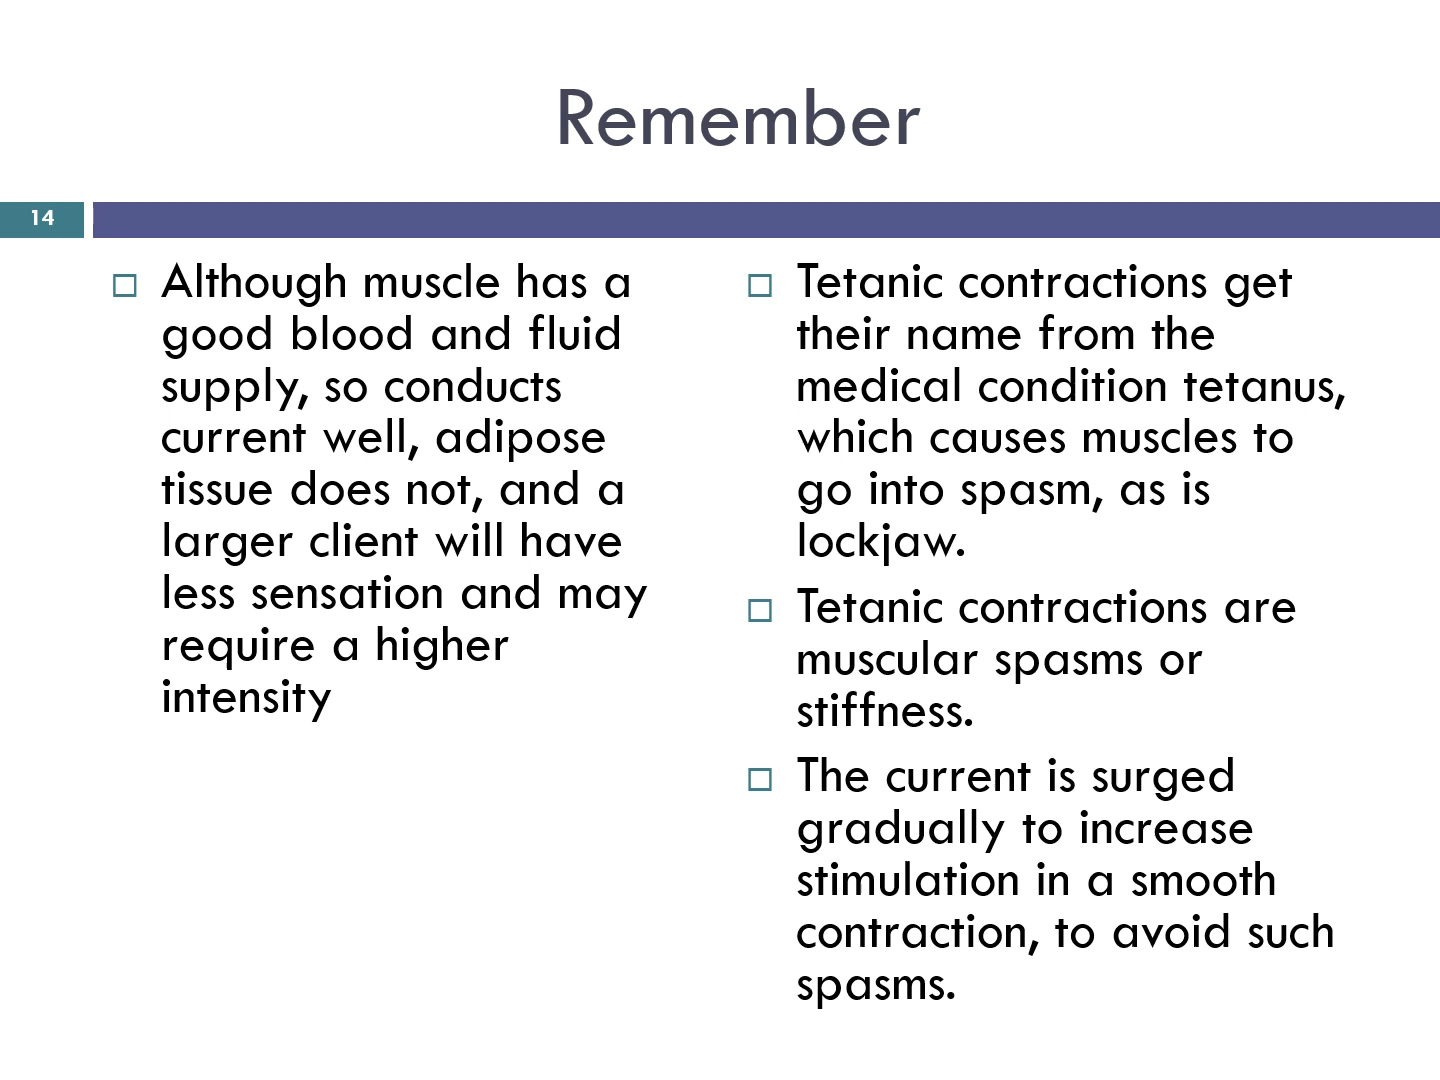 Remember
14
Although muscle has a
good blood and fluid
supply, so conducts
current well, adipose
tissue does not, and a
larger client will have
less sensation and may
require a higher
intensity
Tetanic contractions get
their name from the
medical condition tetanus,
which causes muscles to
go into spasm, as is
lockjaw.
Tetanic contractions are
muscular spasms or
stiffness.
The current is surged
gradually to increase
stimulation in a smooth
contraction, to avoid such
spasms.